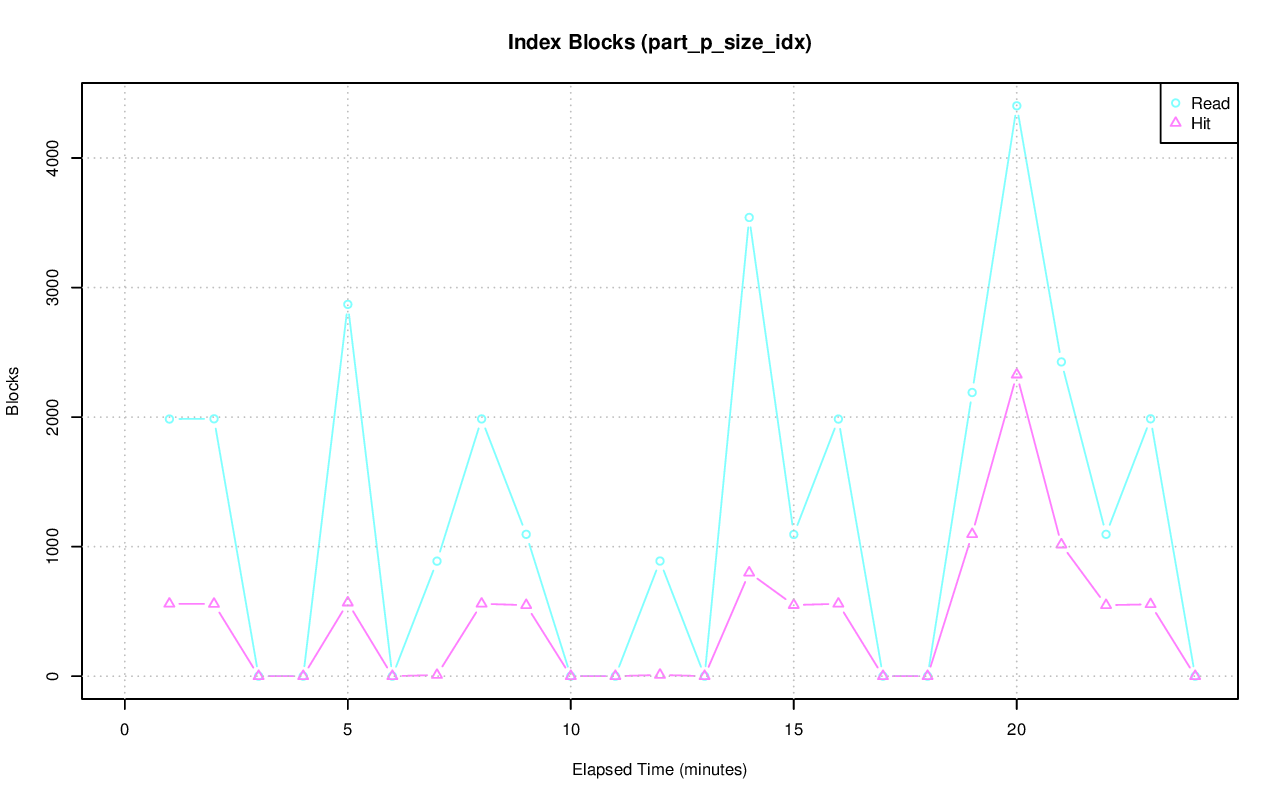 Index Blocks (part_p_size_idx)
Read
Hit
4000
3000
2000
1000
0
Blocks
0 5 10 15 20
Elapsed Time (minutes)